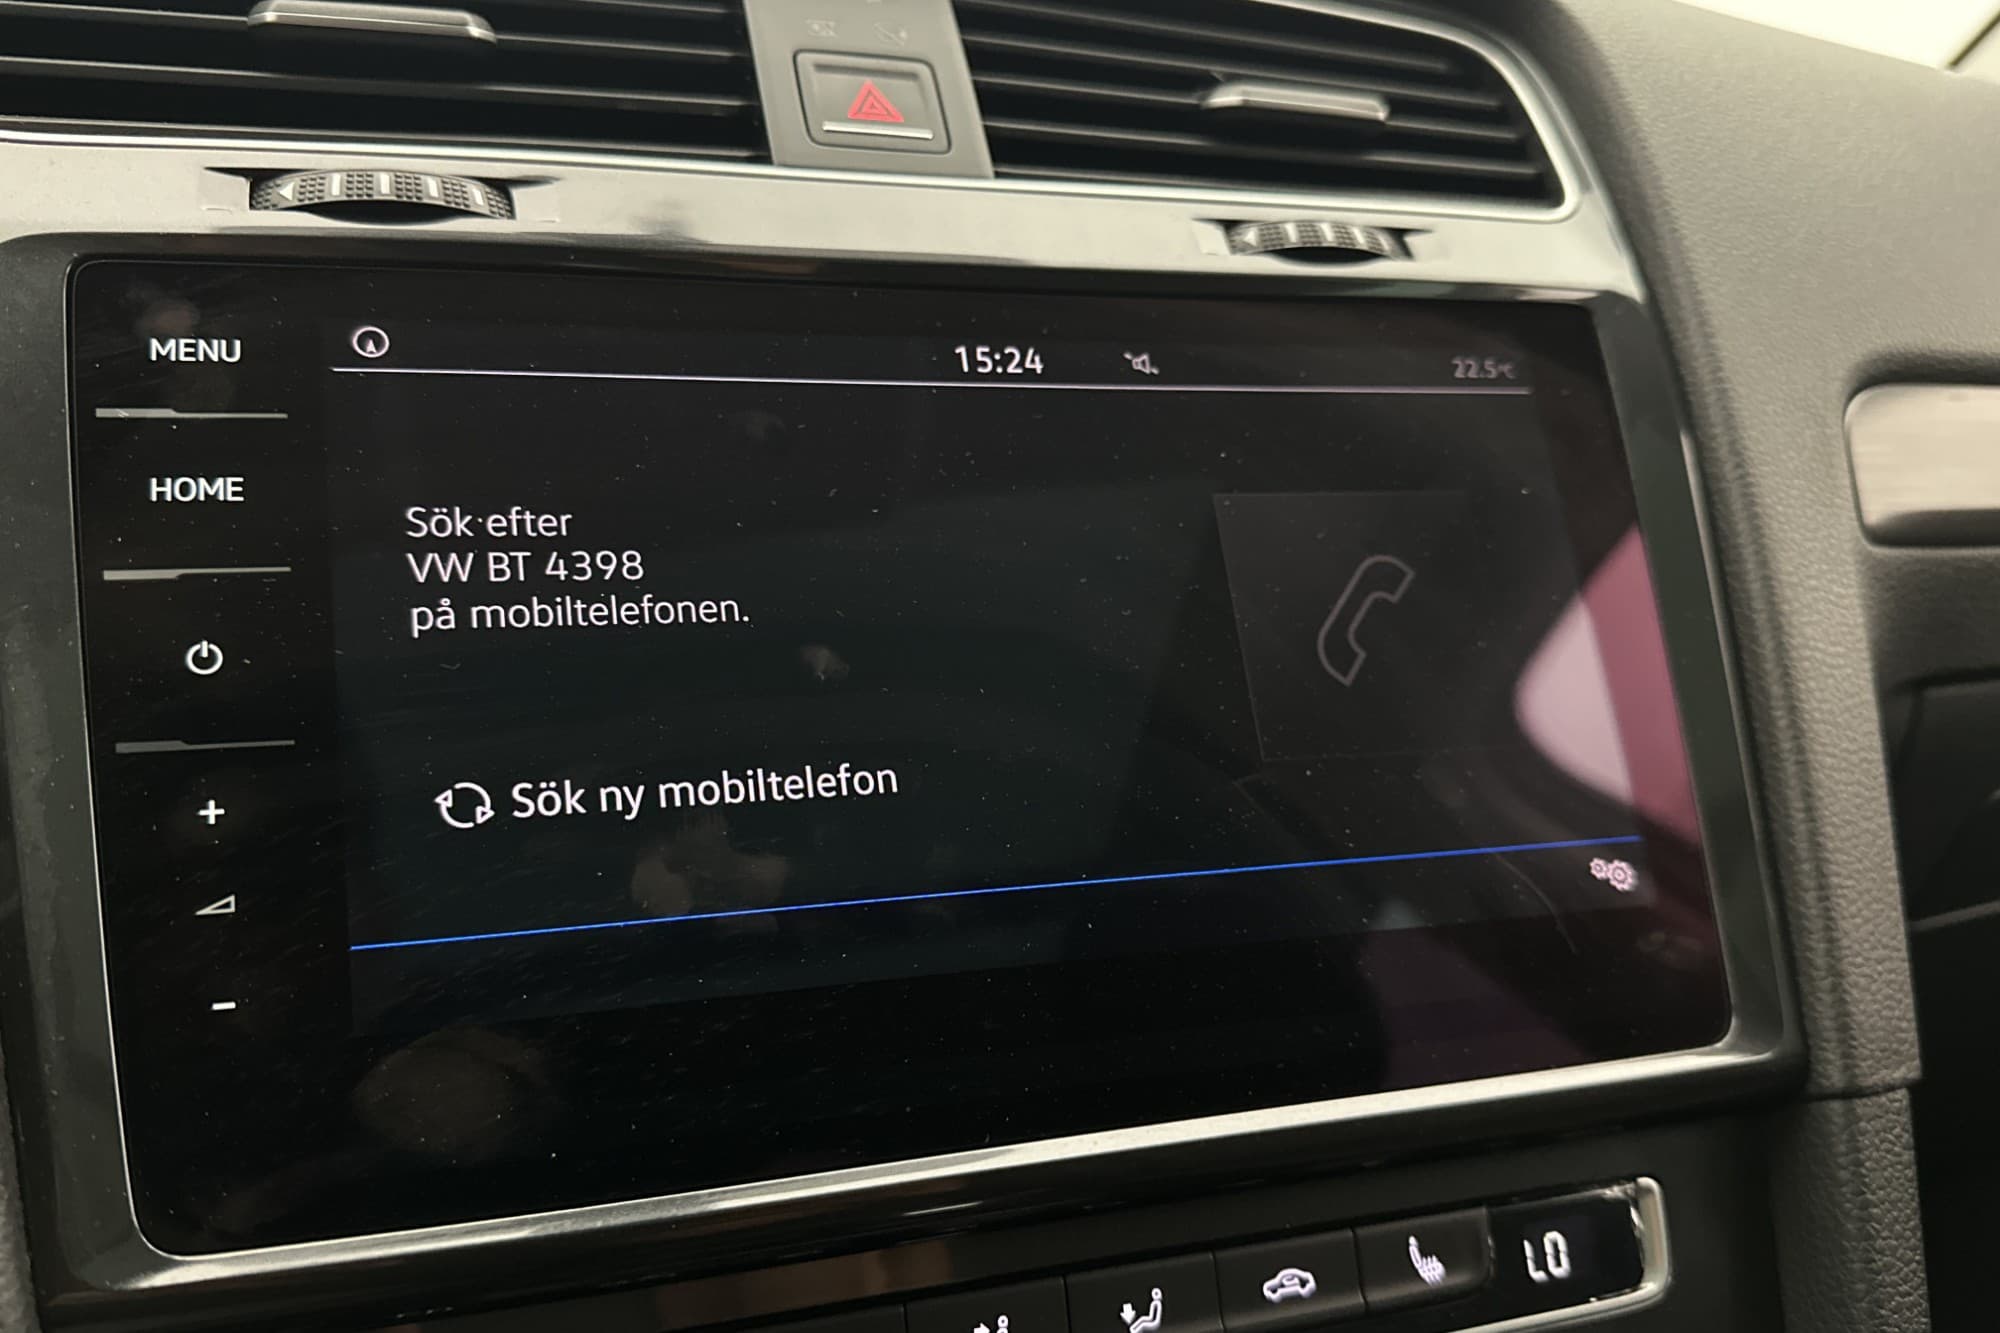 MENU
15:24
22.5°C
HOME
Sök efter
VW BT 4398
på mobiltelefonen.
Sök ny mobiltelefon
+
-
LO